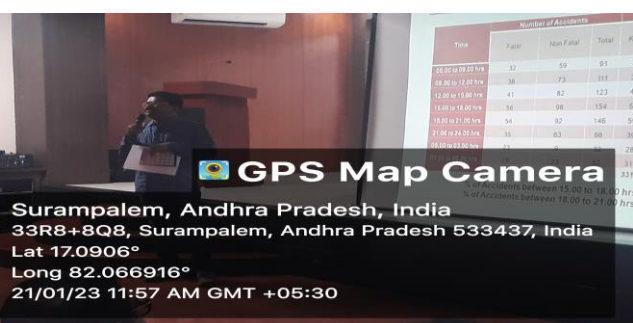 Number of Accidents
Time Fatal Non Fatal Total
06.00 to 09.00 hrs 32 59 91
09.00 to 12.00 hrs 38 73 111
12.00 to 15.00 hrs 41 82 123
15.00 to 18.00 hrs 56 98 154
18.00 to 21.00 hrs 54 92 146
21.00 to 24.00 hrs 35 63 98
% of Accidents between 15.00 to 18.00 hrs
% of Accidents between 18.00 to 21.00 hrs
GPS Map Camera
Surampalem, Andhra Pradesh, India
33R8+8Q8, Surampalem, Andhra Pradesh 533437, India
Lat 17.0906°
Long 82.066916°
21/01/23 11:57 AM GMT +05:30